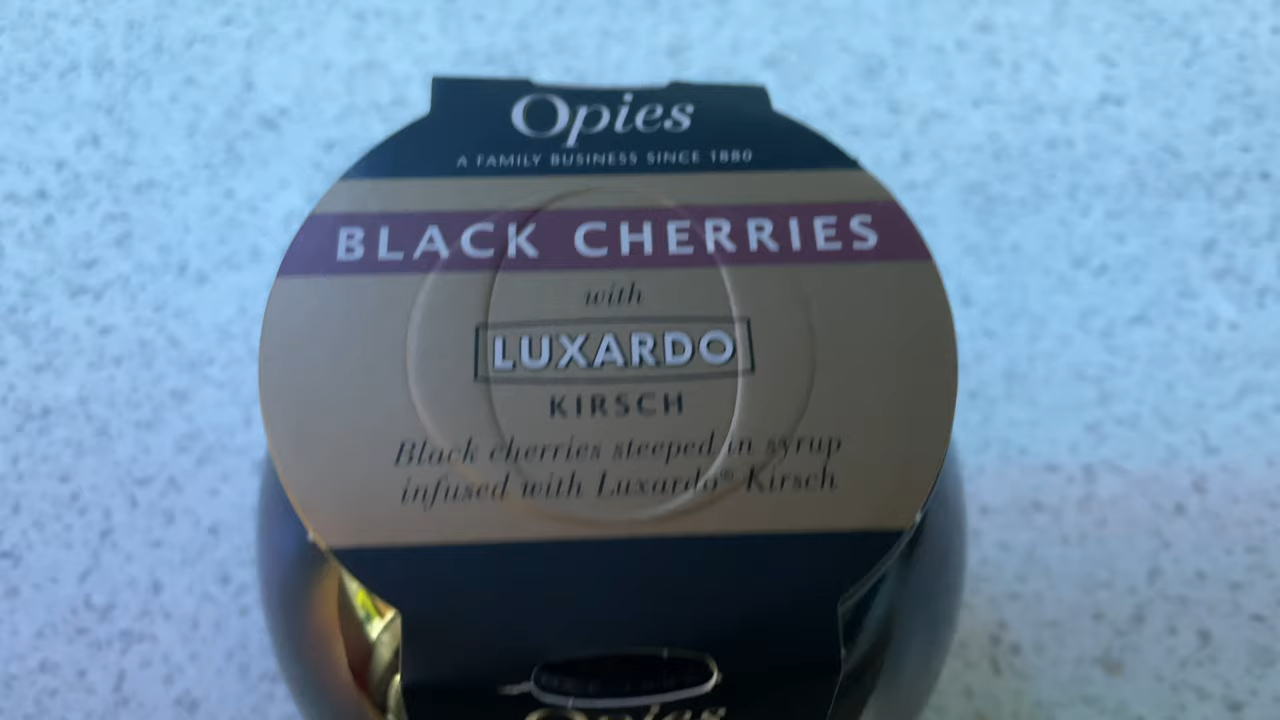 Opies
A FAMILY BUSINESS SINCE 1880
BLACK CHERRIES
with
LUXARDO
KIRSCH
Black cherries steeped in syrup
infused with Luxardo® Kirsch
Opies